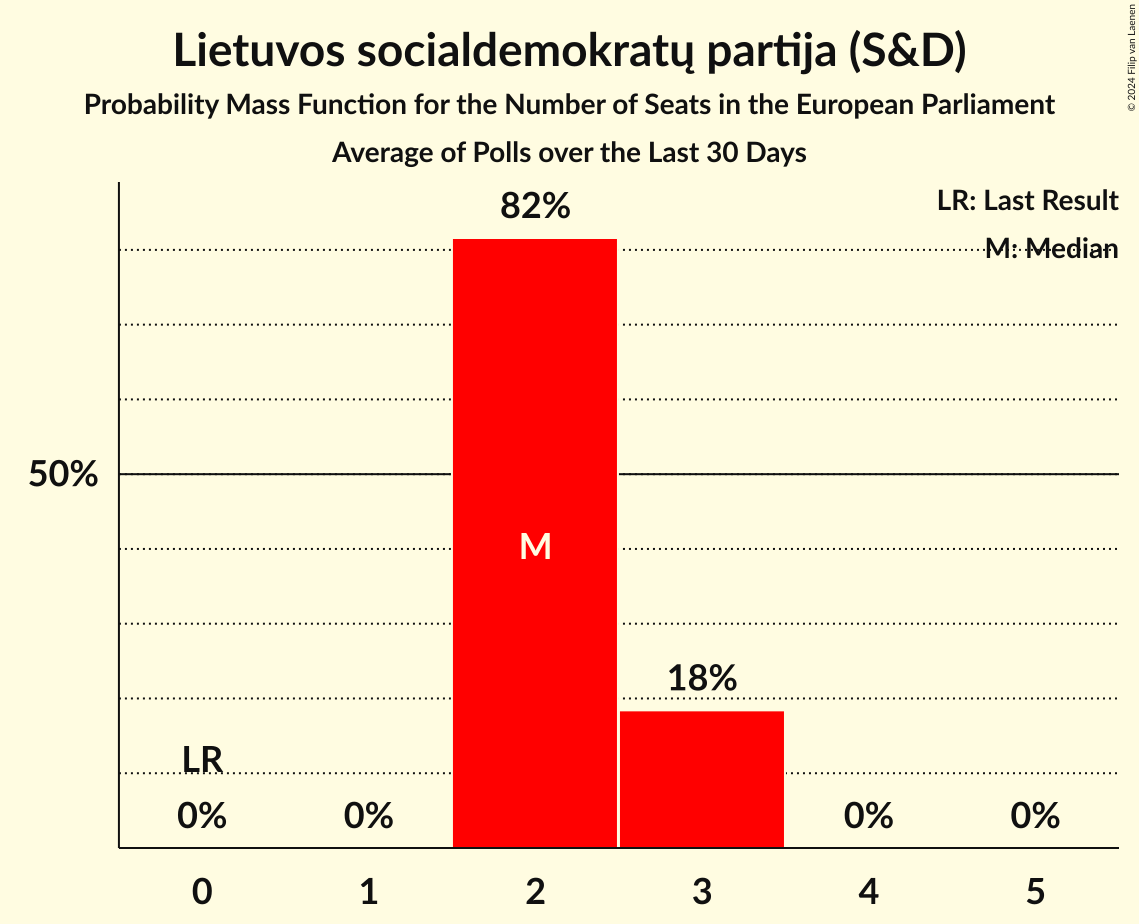 Lietuvos socialdemokratų partija (S&D)
Probability Mass Function for the Number of Seats in the European Parliament
Average of Polls over the Last 30 Days
© 2024 Filip van Laenen
LR: Last Result
M: Median
82%
50%
M
18%
LR
0% 0% 0% 0%
0 1 2 3 4 5